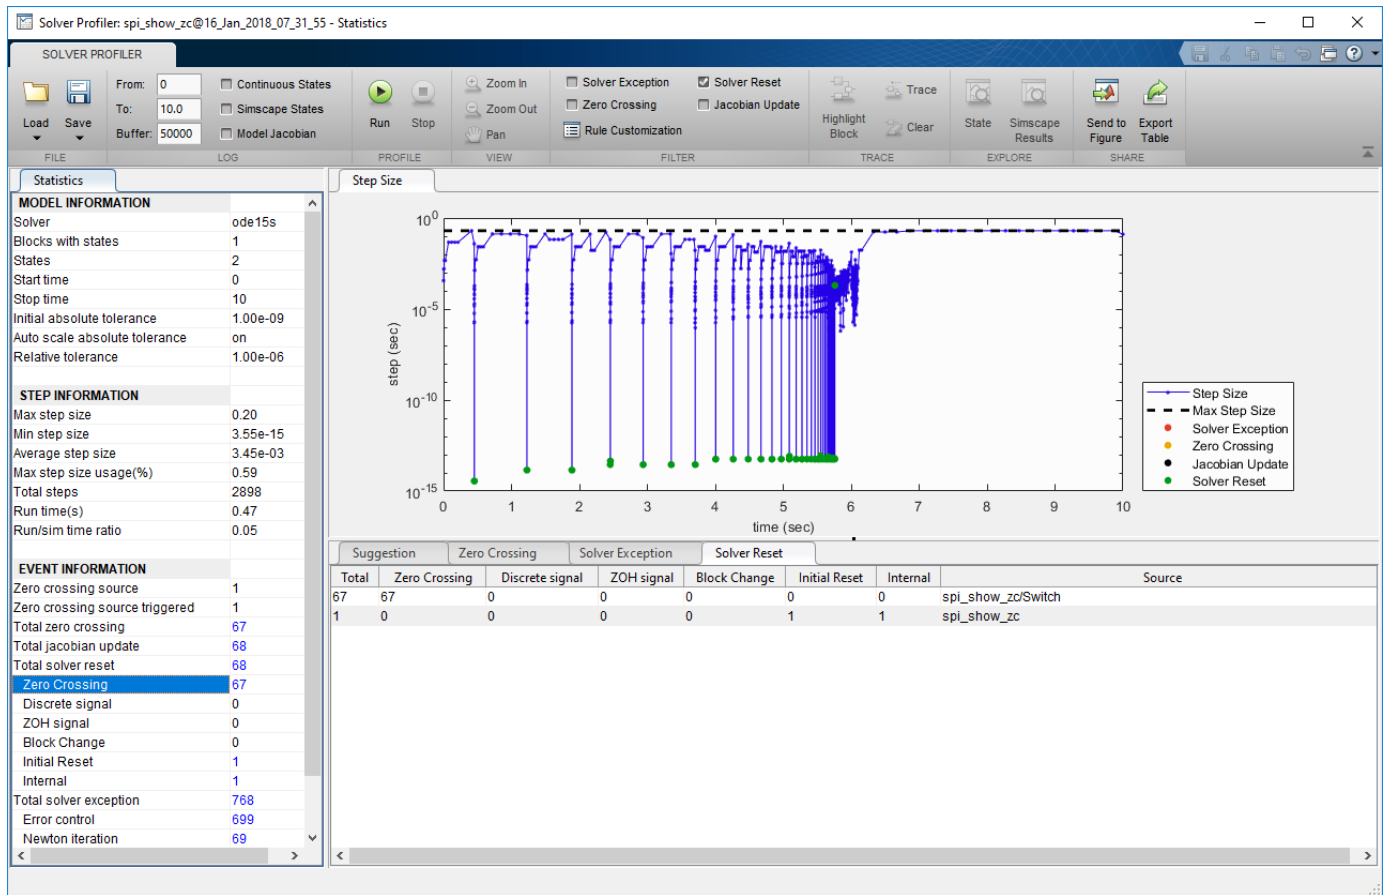 Solver Profiler: spi_show_zc@16_Jan_2018_07_31_55 - Statistics
SOLVER PROFILER
Load
Save
From: 0
To: 10.0
Buffer: 50000
Continuous States
Simscape States
Model Jacobian
Run
Stop
Zoom In
Zoom Out
Pan
Solver Exception
Solver Reset
Zero Crossing
Jacobian Update
Rule Customization
Highlight Block
Trace
Clear
State
Simscape Results
Send to Figure
Export Table
FILE
LOG
PROFILE
VIEW
FILTER
TRACE
EXPLORE
SHARE
Statistics
MODEL INFORMATION
Solver ode15s
Blocks with states 1
States 2
Start time 0
Stop time 10
Initial absolute tolerance 1.00e-09
Auto scale absolute tolerance on
Relative tolerance 1.00e-06
STEP INFORMATION
Max step size 0.20
Min step size 3.55e-15
Average step size 3.45e-03
Max step size usage(%) 0.59
Total steps 2898
Run time(s) 0.47
Run/sim time ratio 0.05
EVENT INFORMATION
Zero crossing source 1
Zero crossing source triggered 1
Total zero crossing 67
Total jacobian update 68
Total solver reset 68
Zero Crossing 67
Discrete signal 0
ZOH signal 0
Block Change 0
Initial Reset 1
Internal 1
Total solver exception 768
Error control 699
Newton iteration 69
Step Size
10^0
10^-5
10^-10
10^-15
step (sec)
0 1 2 3 4 5 6 7 8 9 10
time (sec)
Step Size
Max Step Size
Solver Exception
Zero Crossing
Jacobian Update
Solver Reset
Suggestion Zero Crossing Solver Exception Solver Reset
Total Zero Crossing Discrete signal ZOH signal Block Change Initial Reset Internal Source
67 67 0 0 0 0 0 spi_show_zc/Switch
1 0 0 0 0 1 1 spi_show_zc